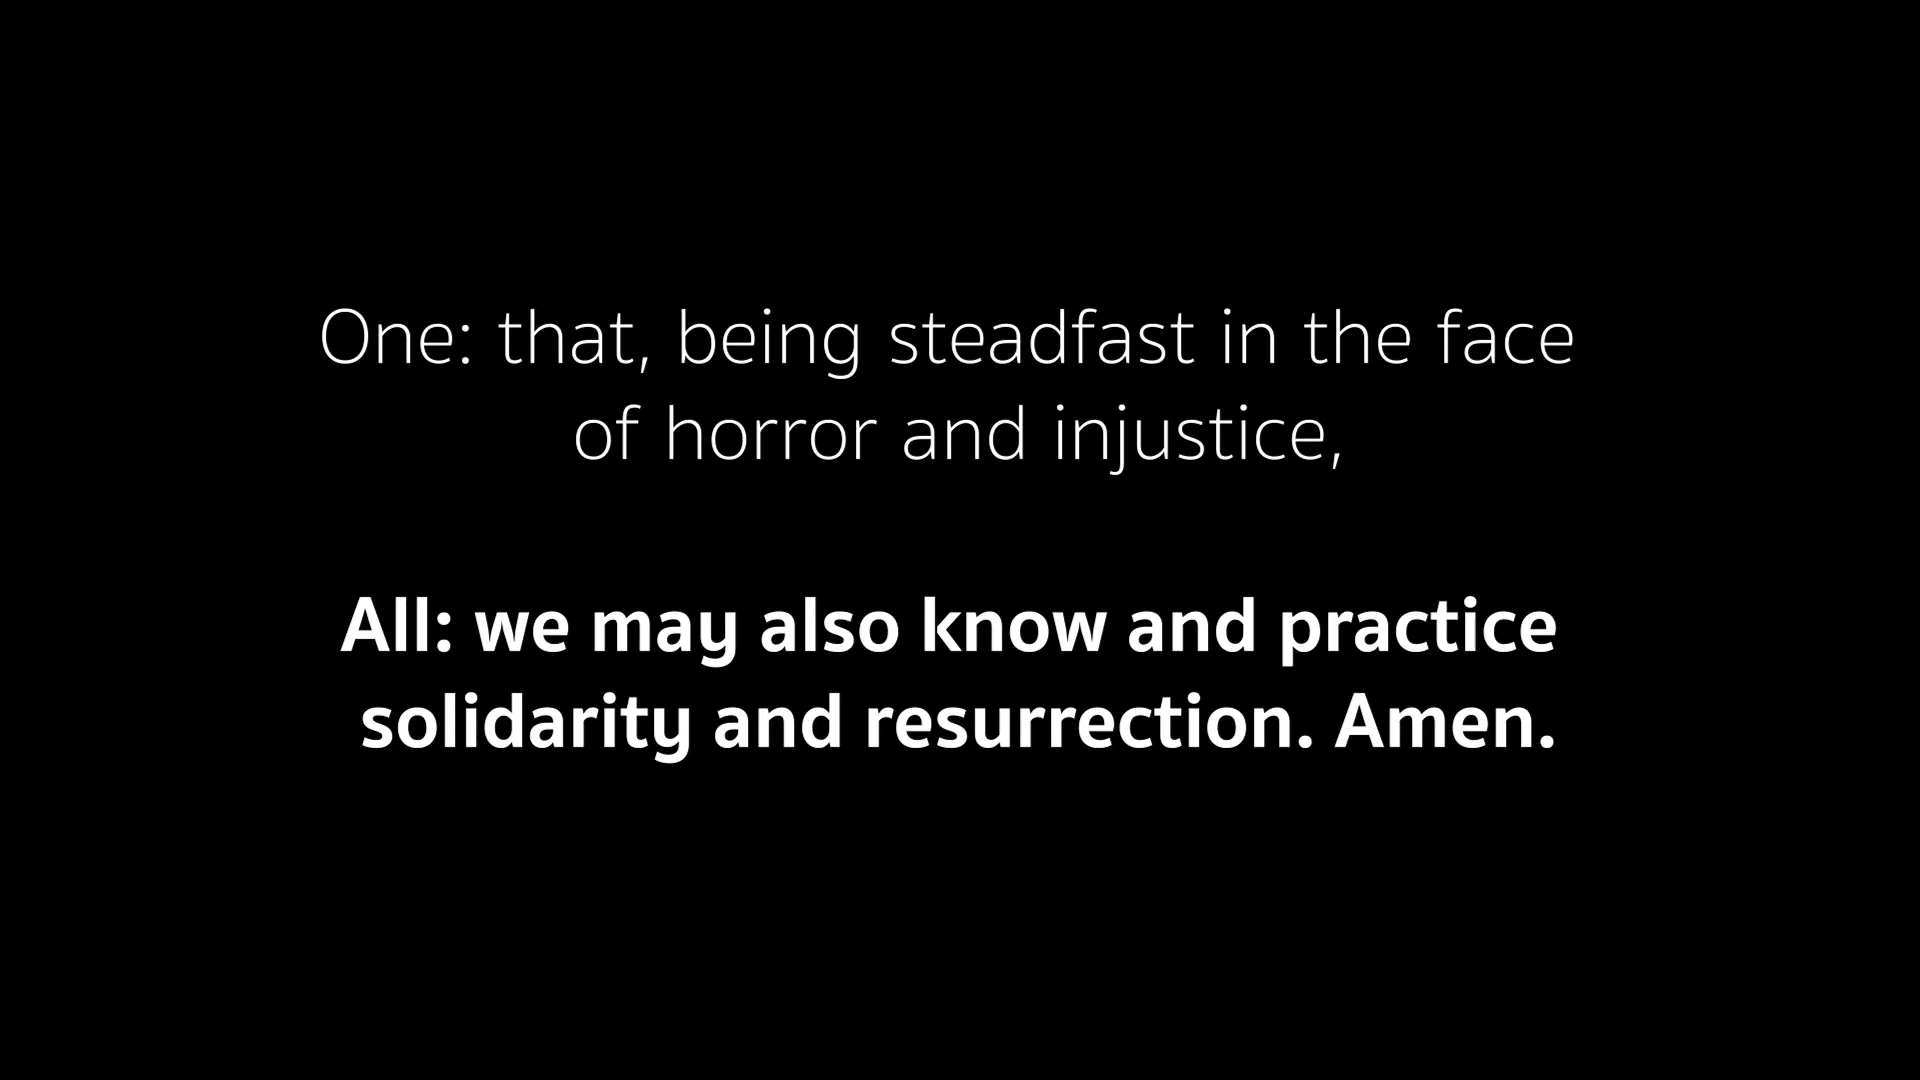 One: that, being steadfast in the face
of horror and injustice,
All: we may also know and practice
solidarity and resurrection. Amen.